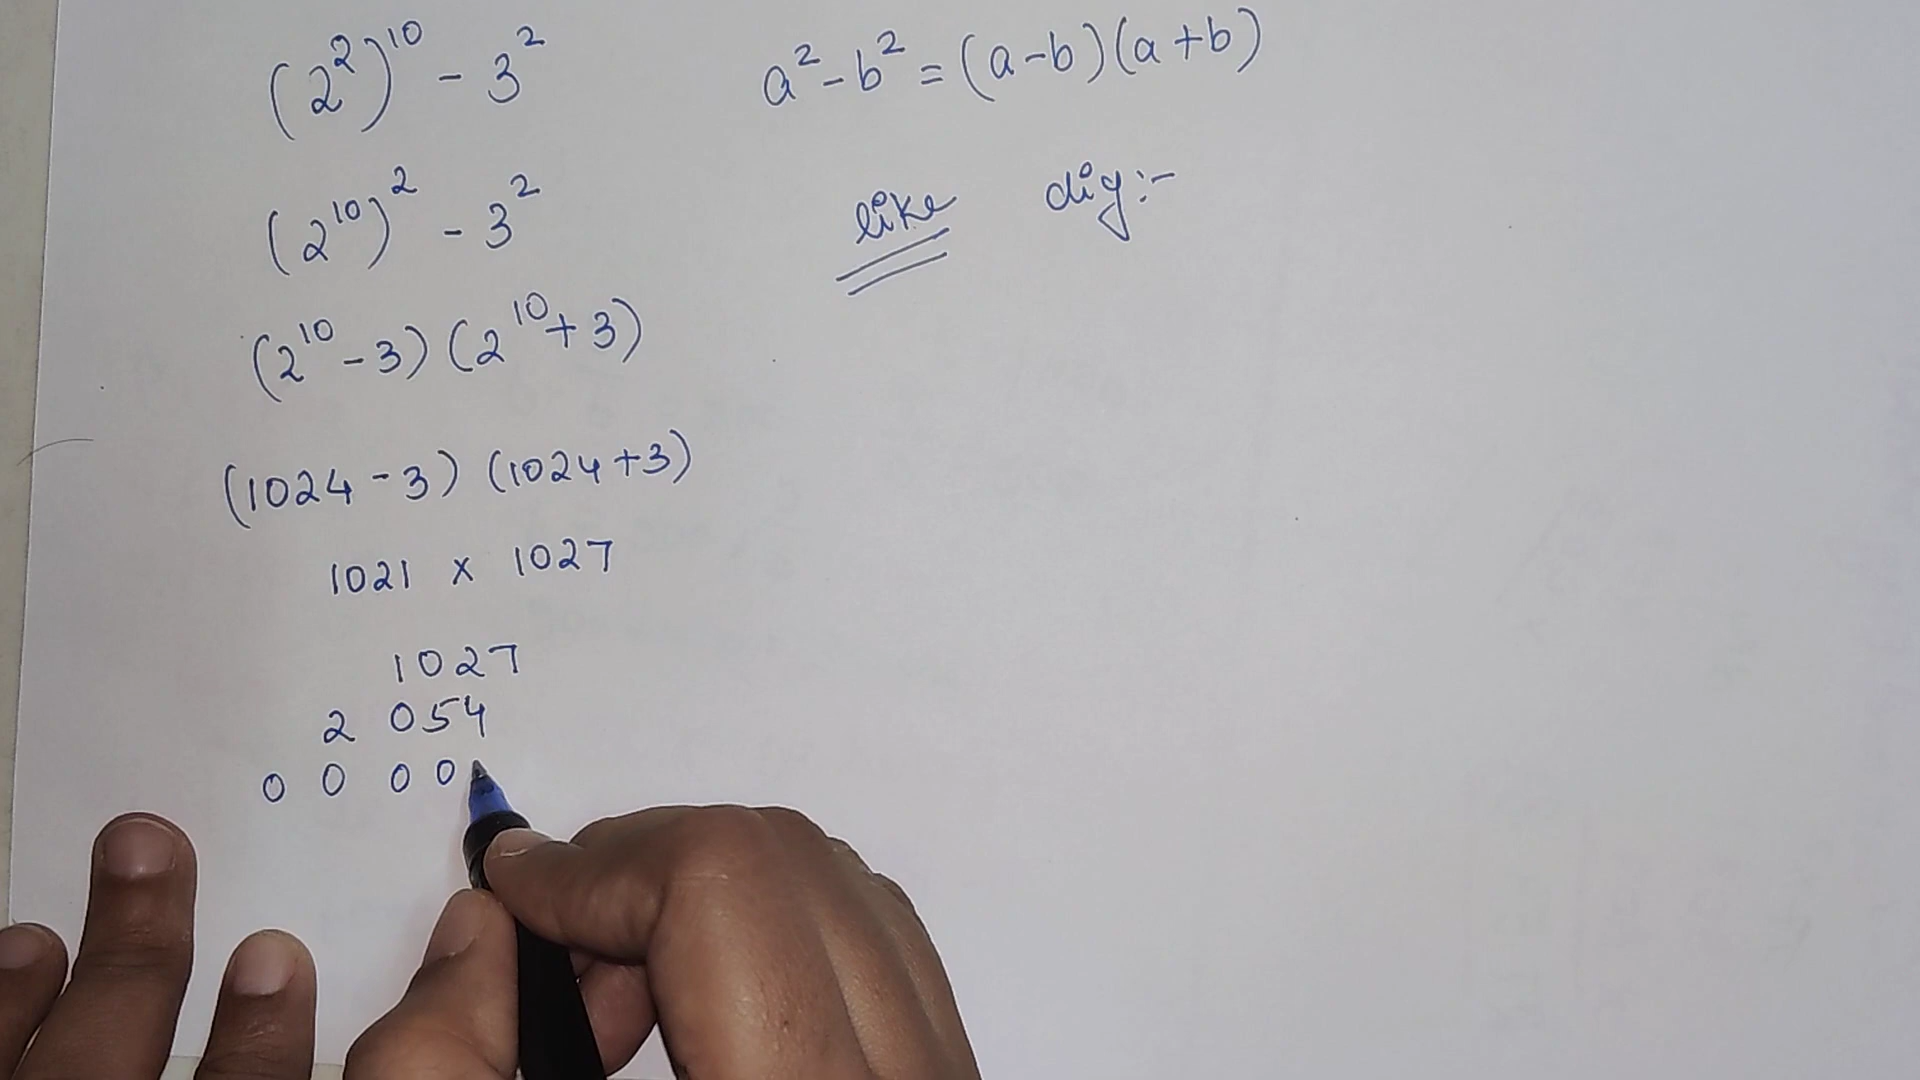 (2²)¹⁰ - 3²
a² - b² = (a-b)(a+b)
like dig:-
(2¹⁰)² - 3²
(2¹⁰-3)(2¹⁰+3)
(1024-3)(1024+3)
1021 x 1027
1027
2054
0000